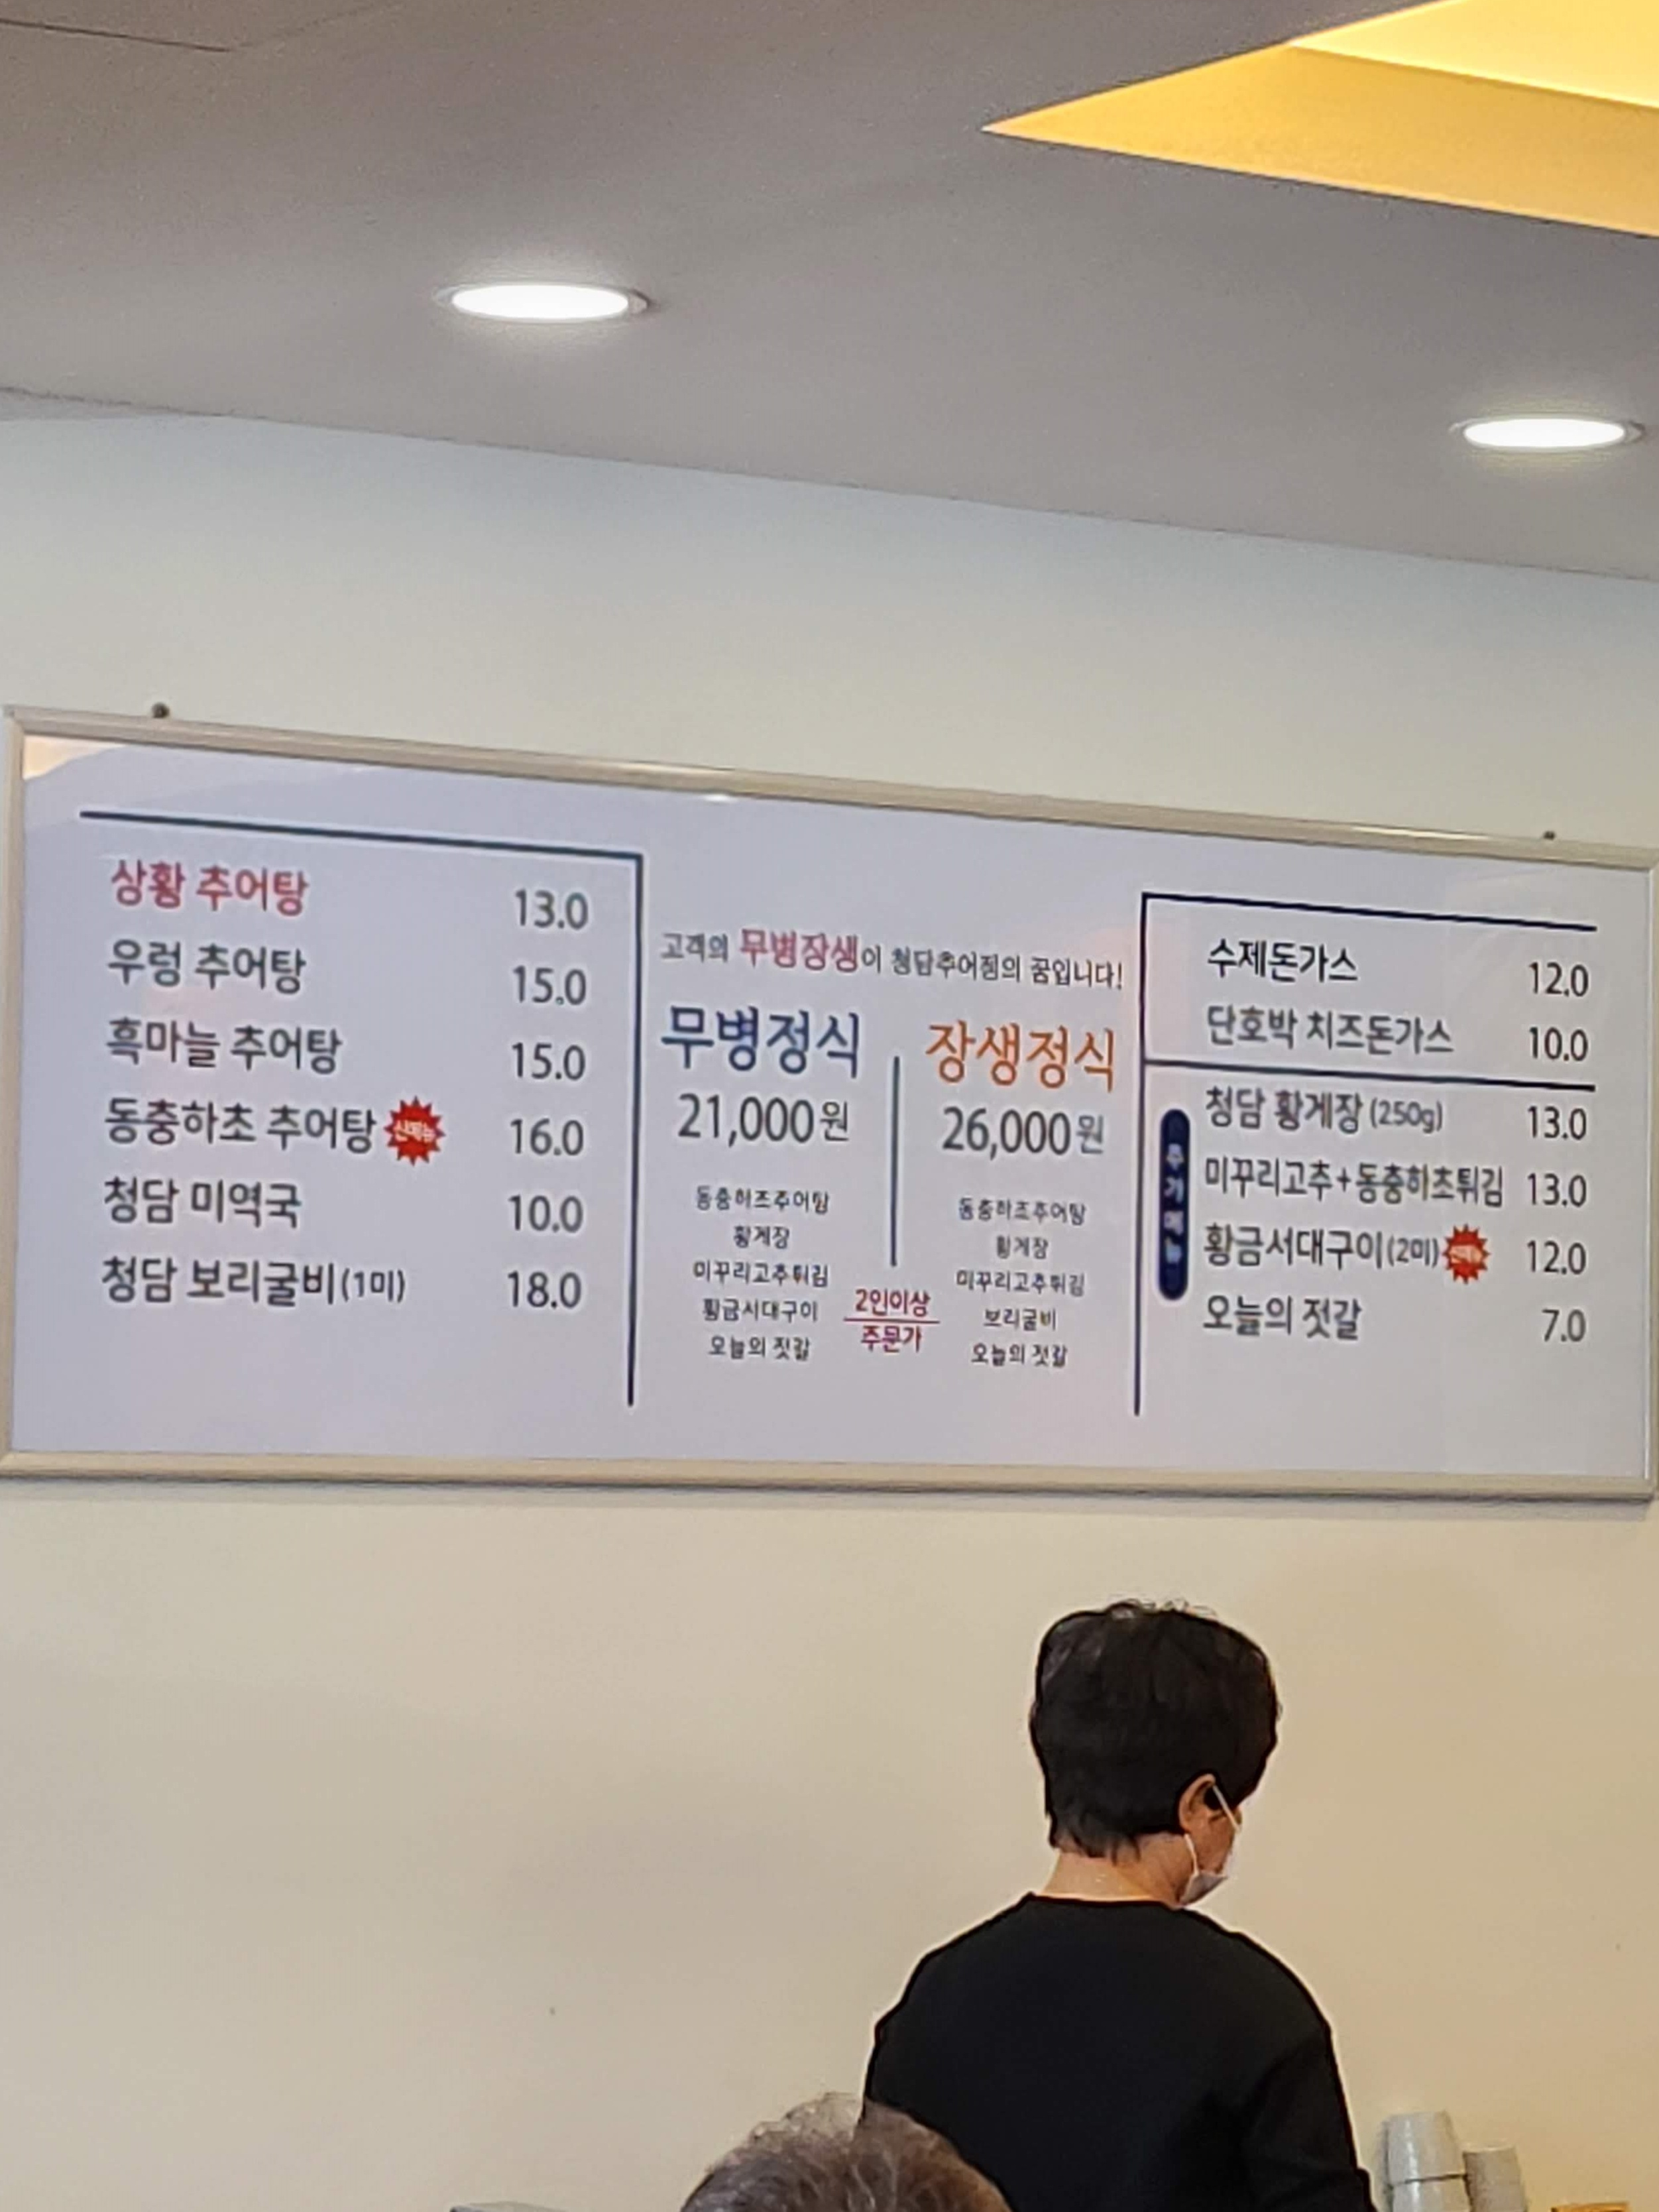 상황 추어탕 13.0
우렁 추어탕 15.0
흑마늘 추어탕 15.0
동충하초 추어탕 신메뉴 16.0
청담 미역국 10.0
청담 보리굴비(1미) 18.0
고객의 무병장생이 청담추어점의 꿈입니다!
무병정식
21,000원
동충하초추어탕
황게장
미꾸리고추튀김
황금서대구이
오늘의 젓갈
장생정식
26,000원
동충하초추어탕
황게장
미꾸리고추튀김
보리굴비
오늘의 젓갈
2인이상
주문가
수제돈가스 12.0
단호박 치즈돈가스 10.0
추가메뉴
청담 황게장 (250g) 13.0
미꾸리고추+동충하초튀김 13.0
황금서대구이(2미) 신메뉴 12.0
오늘의 젓갈 7.0